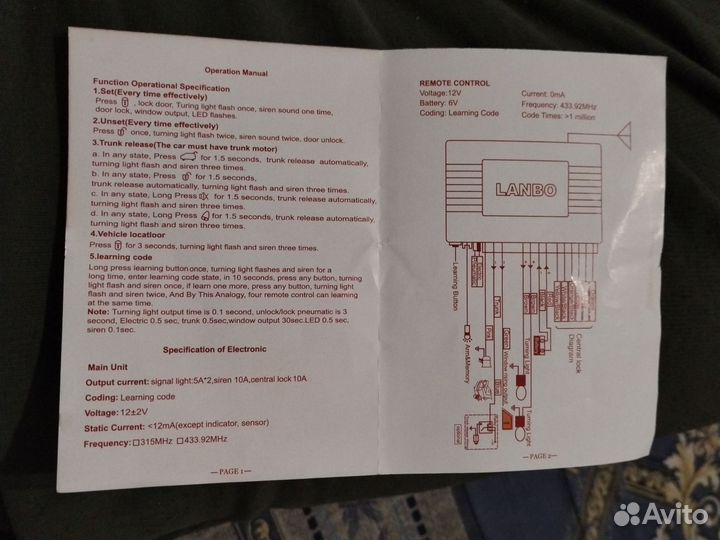 Operation Manual
Function Operational Specification
1.Set(Every time effectively)
Press , lock door, Turing light flash once, siren sound one time,
door lock, window output, LED flashes.
2.Unset(Every time effectively)
Press once, turning light flash twice, siren sound twice, door unlock.
3.Trunk release(The car must have trunk motor)
a. In any state, Press for 1.5 seconds, trunk release automatically,
turning light flash and siren three times.
b. In any state, Press for 1.5 seconds,
trunk release automatically, turning light flash and siren three times.
c. In any state, Long Press for 1.5 seconds, trunk release automatically,
turning light flash and siren three times.
d. In any state, Long Press for 1.5 seconds, trunk release automatically,
turning light flash and siren three times.
4.Vehicle locatioor
Press for 3 seconds, turning light flash and siren three times.
5.learning code
Long press learning button once, turning light flashes and siren for a
long time, enter learning code state, in 10 seconds, press any button, turning
light flash and siren once, if learn one more, press any button, turning light
flash and siren twice, And By This Analogy, four remote control can learning
at the same time.
Note: Turning light output time is 0.1 second, unlock/lock pneumatic is 3
second, Electric 0.5 sec, trunk 0.5sec,window output 30sec.LED 0.5 sec,
siren 0.1sec.
Specification of Electronic
Main Unit
Output current: signal light:5A*2,siren 10A,central lock10A
Coding: Learning code
Voltage: 12±2V
Static Current: <12mA(except indicator, sensor)
Frequency: □315MHz □433.92MHz
—PAGE 1—
REMOTE CONTROL
Voltage:12V Current: 0mA
Battery: 6V Frequency: 433.92MHz
Coding: Learning Code Code Times: >1 million
LANBO
Learning Button
Arm&Memory
Window rising output
Turning Light
Turning Light
Central lock
Diagram
(optional)
—PAGE 2—
Avito